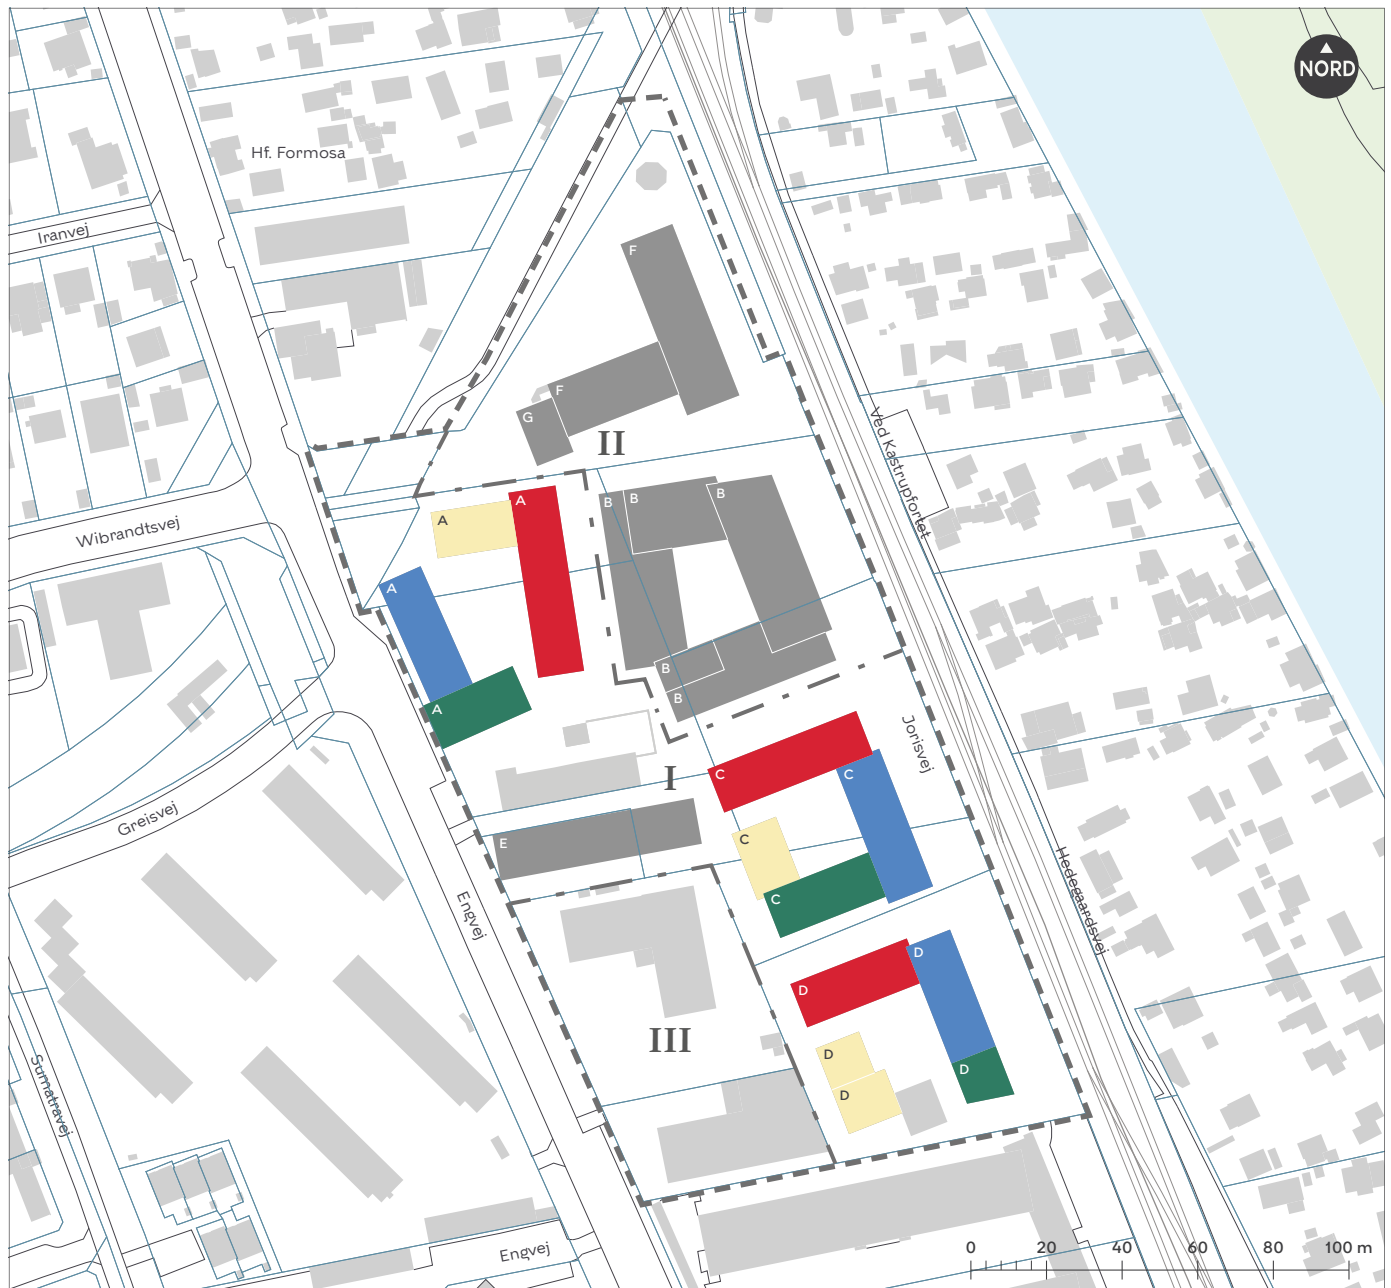 NORD
Hf. Formosa
Iranvej
F
F
G
II
Ved Kastrupfortet
A
A
B
B
B
Wibrandtsvej
A
B
B
A
Jorisvej
I
C
C
Greisvej
E
C
Hedegaardsvej
C
Engvej
D
D
III
D
D
D
Sumatravej
Engvej
0 20 40 60 80 100 m